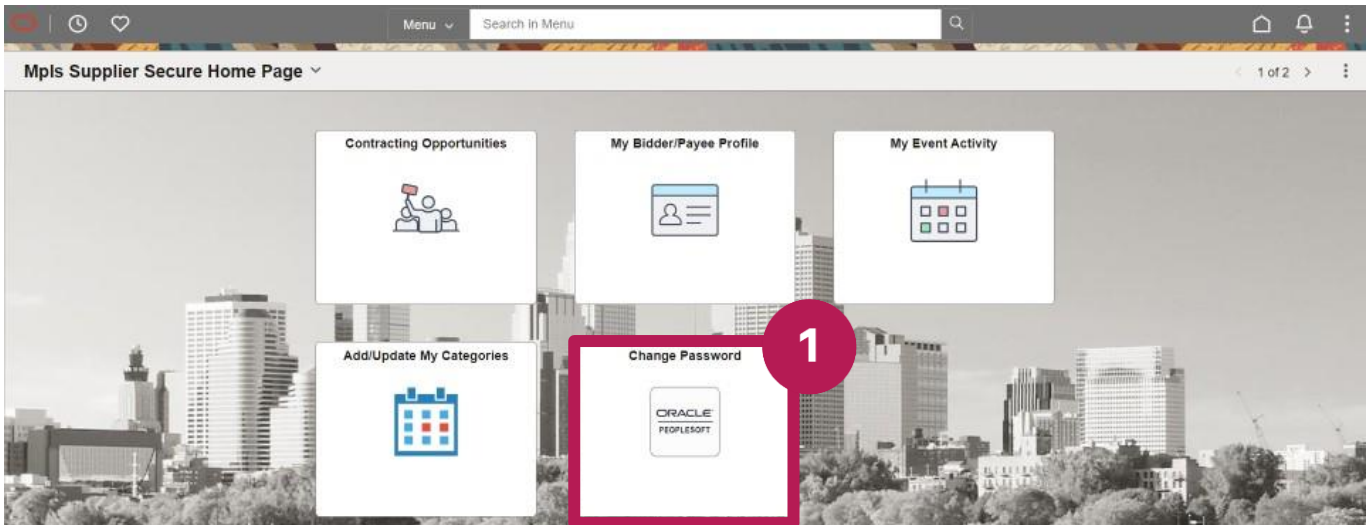 Menu
Search in Menu
Mpls Supplier Secure Home Page
1 of 2
Contracting Opportunities
My Bidder/Payee Profile
My Event Activity
Add/Update My Categories
Change Password
1
ORACLE
PEOPLESOFT